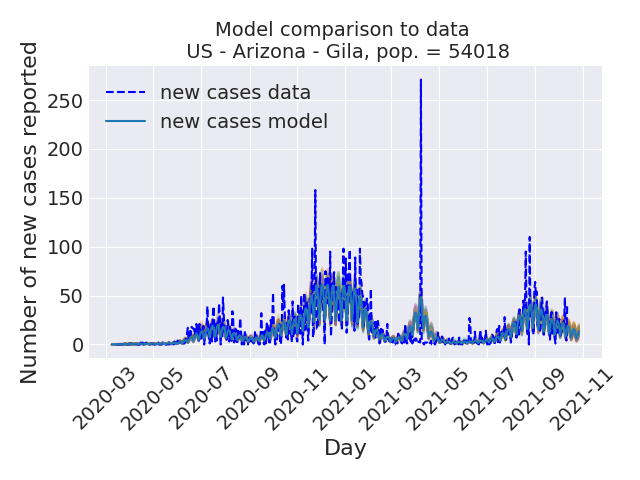 Model comparison to data
US - Arizona - Gila, pop. = 54018
Number of new cases reported
250
200
150
100
50
0
new cases data
new cases model
2020-03
2020-05
2020-07
2020-09
2020-11
2021-01
2021-03
2021-05
2021-07
2021-09
2021-11
Day